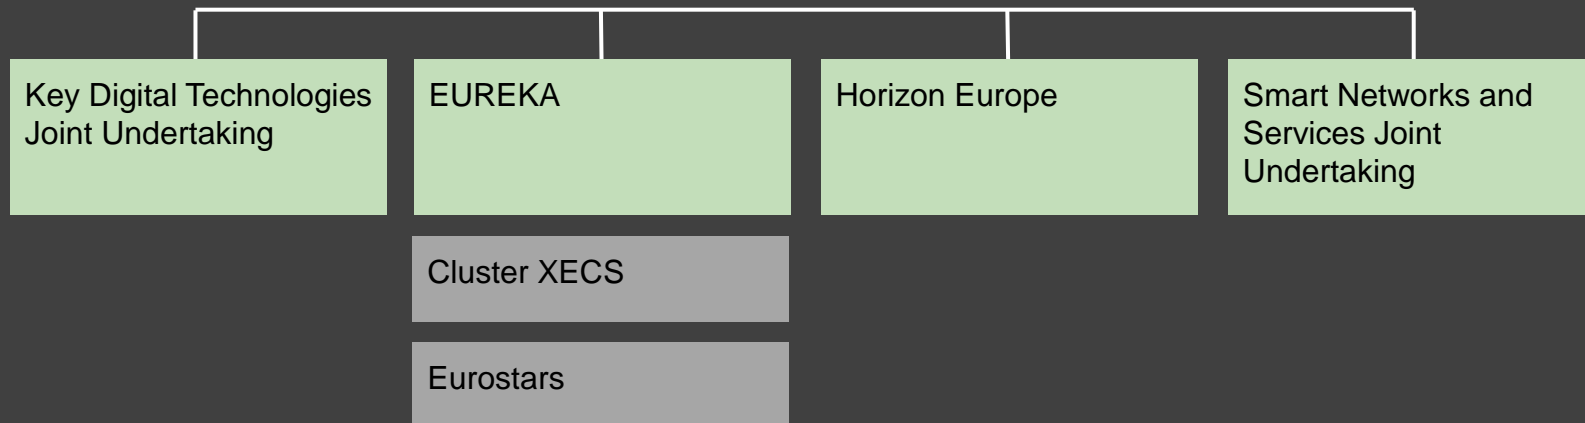 Key Digital Technologies
Joint Undertaking
EUREKA
Horizon Europe
Smart Networks and
Services Joint
Undertaking
Cluster XECS
Eurostars